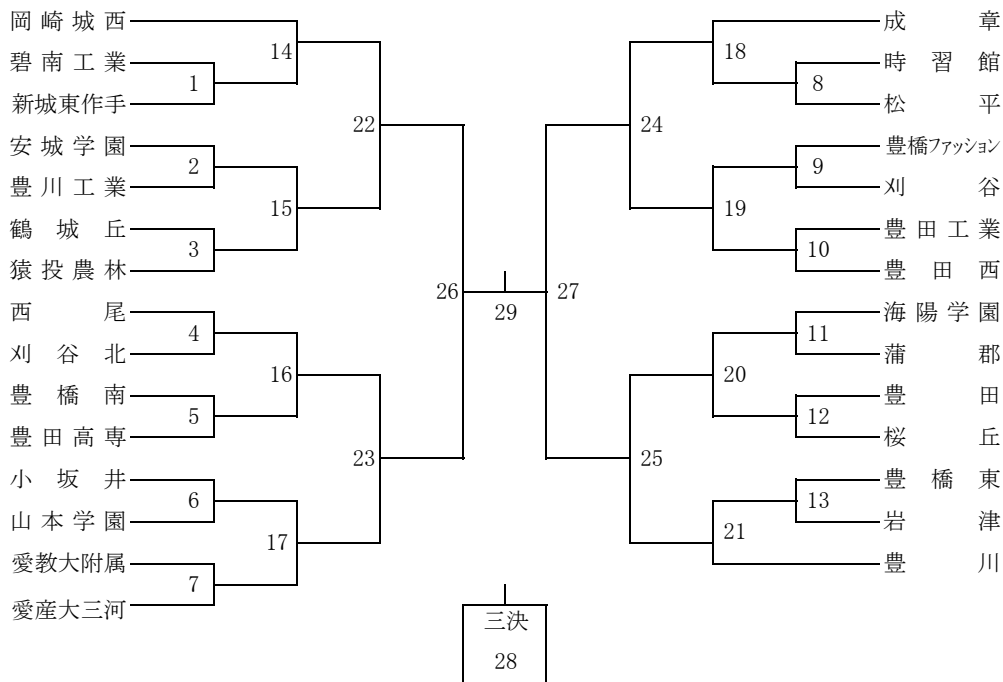 岡崎城西
碧南工業
新城東作手
安城学園
豊川工業
鶴城丘
猿投農林
西尾
刈谷北
豊橋南
豊田高専
小坂井
山本学園
愛教大附属
愛産大三河
1
2
3
4
5
6
7
14
15
16
17
22
23
26
29
三決
28
27
24
25
18
19
20
21
8
9
10
11
12
13
成章
時習館
松平
豊橋ファッション
刈谷
豊田工業
豊田西
海陽学園
蒲郡
豊田
桜丘
豊橋東
岩津
豊川